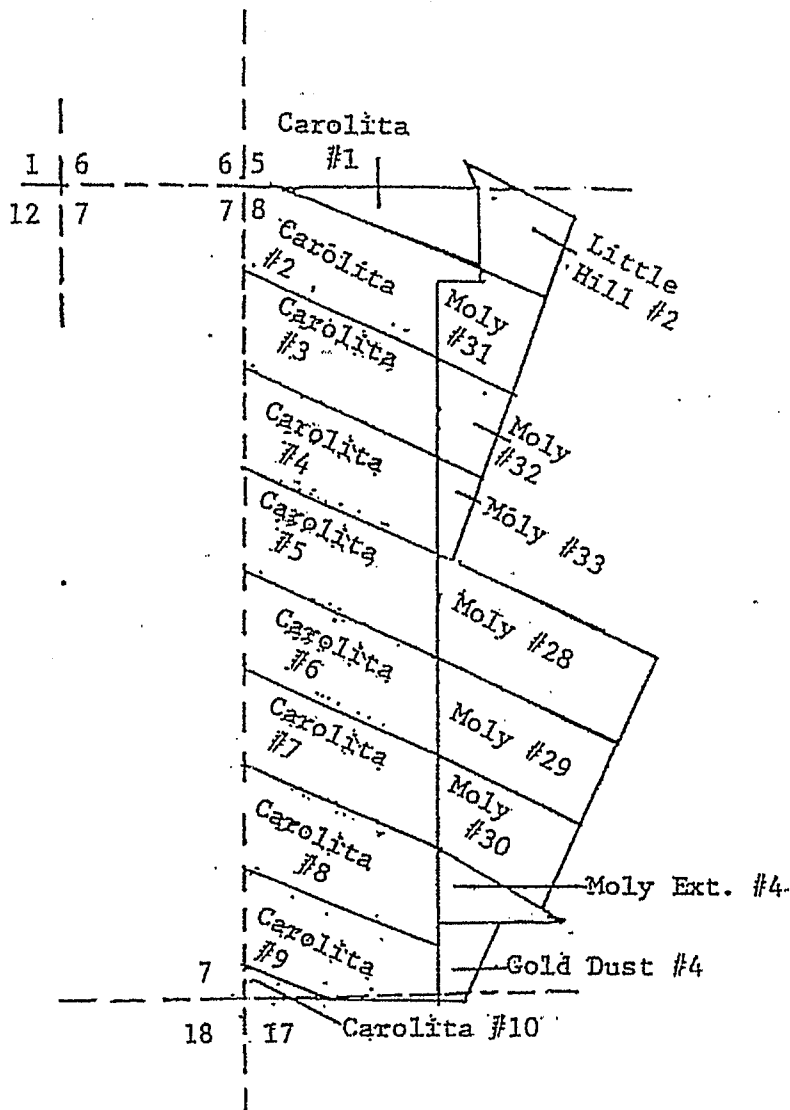 Carolita
#1
1 6
6 5
12 7
7 8
Little
Hill #2
Carolita
#2
Moly
#31
Carolita
#3
Moly
#32
Carolita
#4
Moly #33
Carolita
#5
Moly #28
Carolita
#6
Moly #29
Carolita
#7
Moly
#30
Carolita
#8
Moly Ext. #4
Carolita
#9
Gold Dust #4
7
18 17
Carolita #10